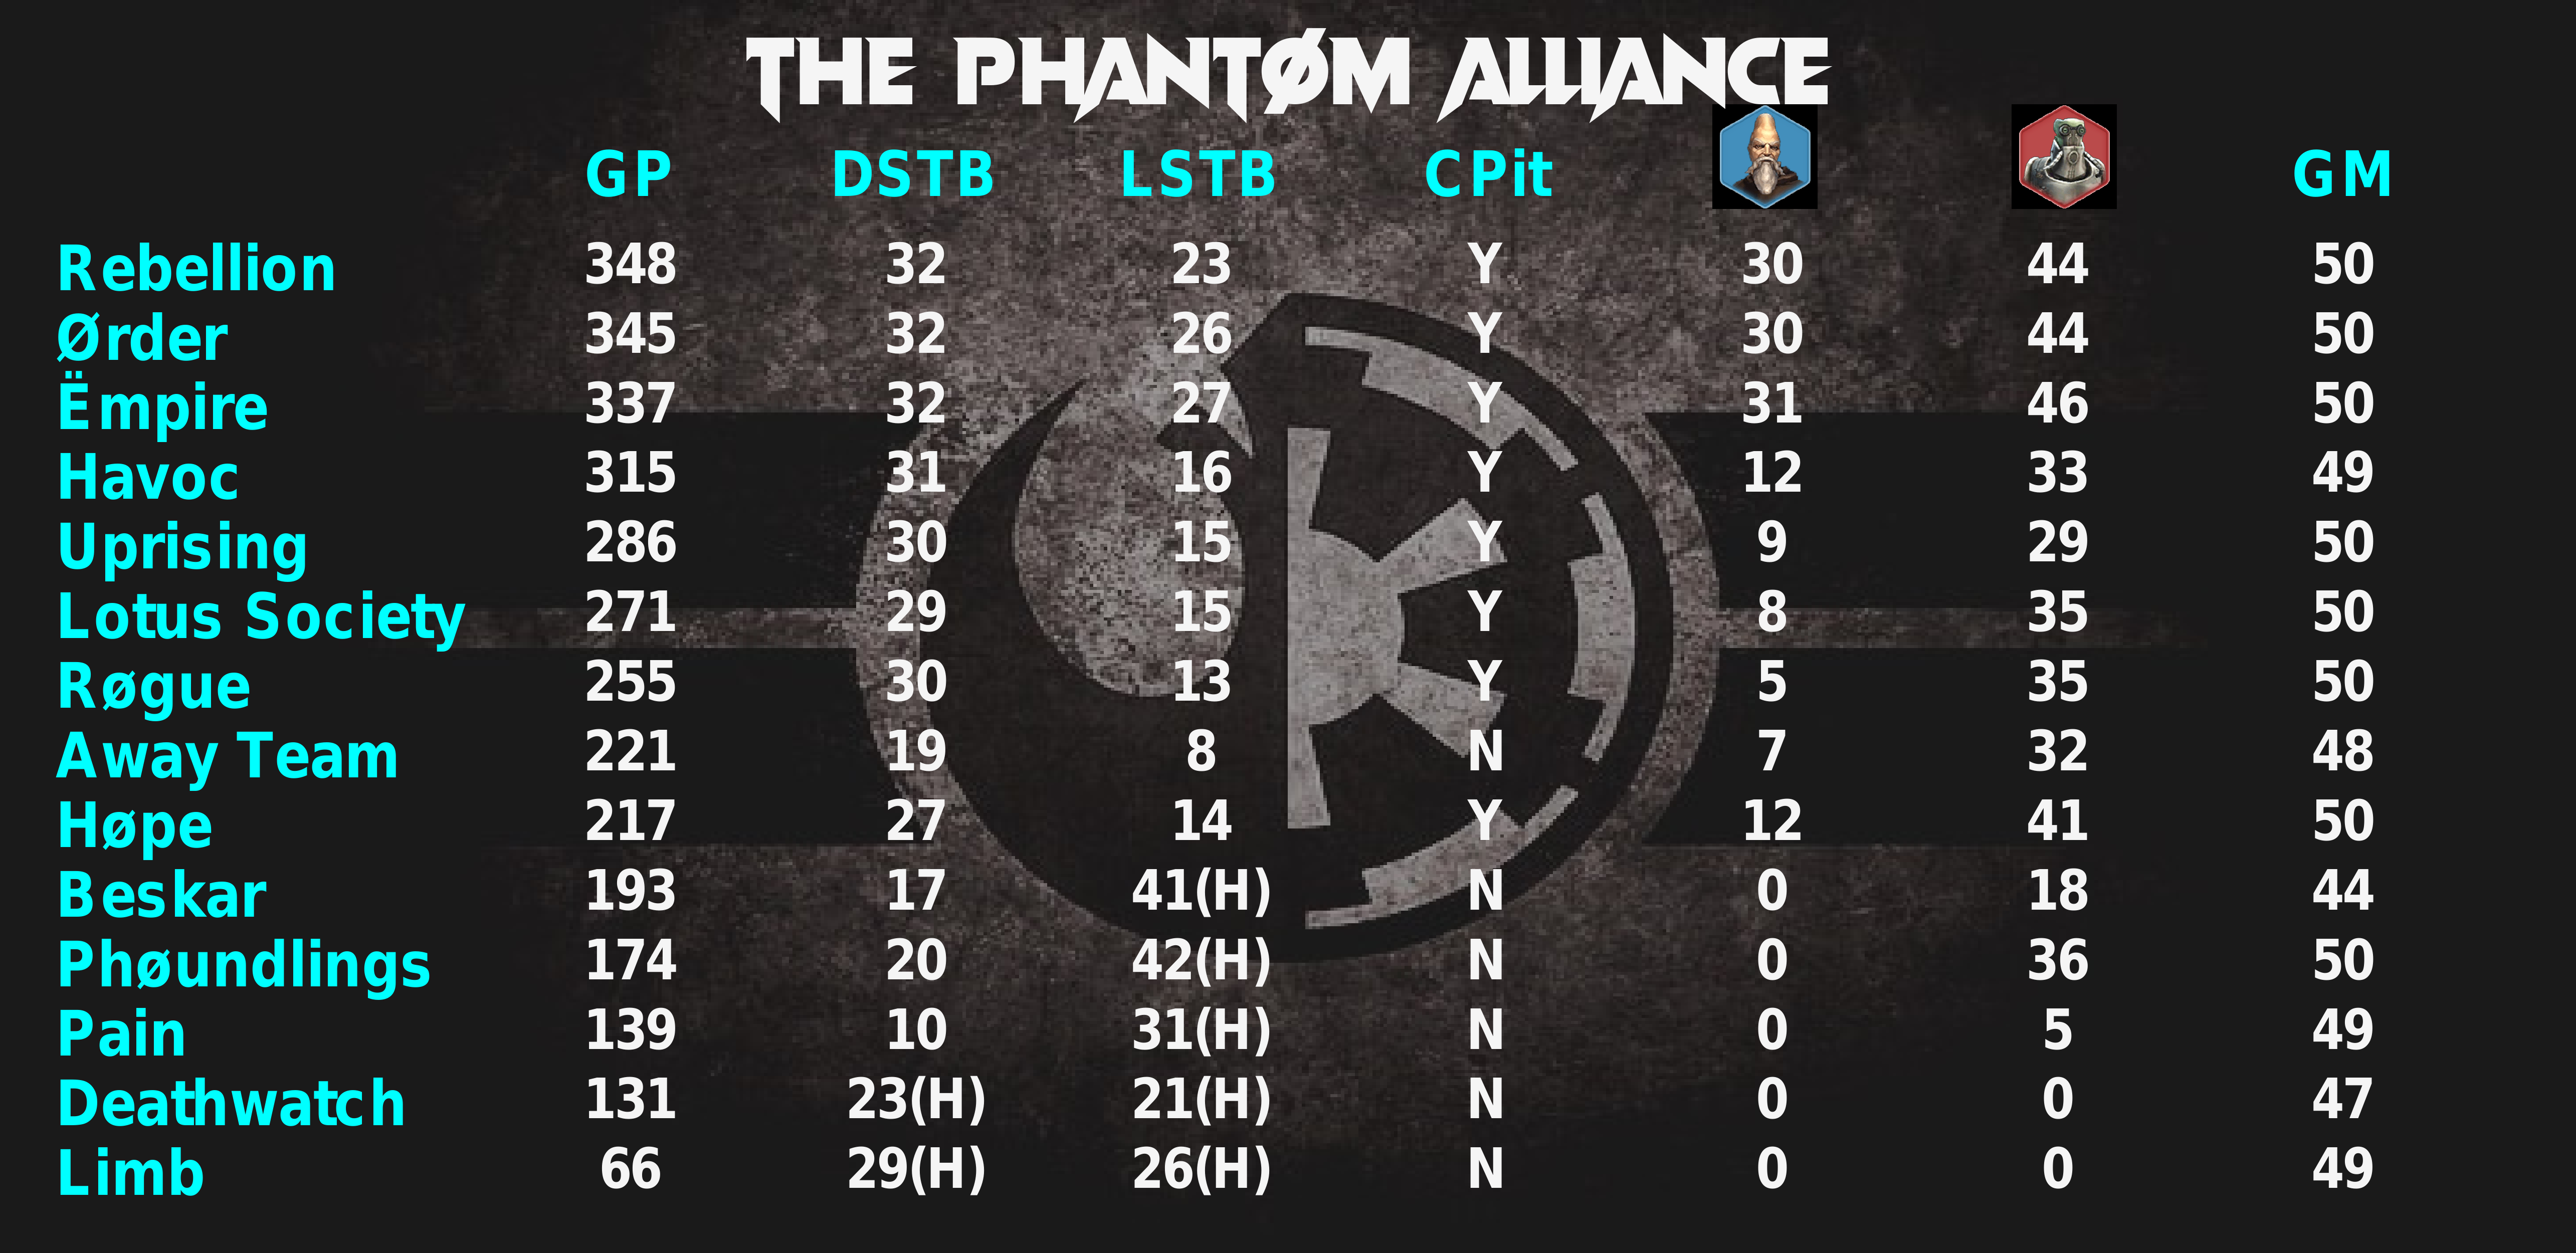 THE PHANTØM ALLIANCE
GP DSTB LSTB CPit GM
Rebellion 348 32 23 Y 30 44 50
Ørder 345 32 26 Y 30 44 50
Ëmpire 337 32 27 Y 31 46 50
Havoc 315 31 16 Y 12 33 49
Uprising 286 30 15 Y 9 29 50
Lotus Society 271 29 15 Y 8 35 50
Røgue 255 30 13 Y 5 35 50
Away Team 221 19 8 N 7 32 48
Høpe 217 27 14 Y 12 41 50
Beskar 193 17 41(H) N 0 18 44
Phøundlings 174 20 42(H) N 0 36 50
Pain 139 10 31(H) N 0 5 49
Deathwatch 131 23(H) 21(H) N 0 0 47
Limb 66 29(H) 26(H) N 0 0 49